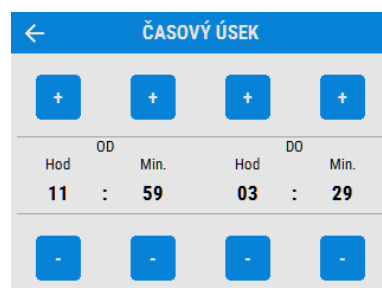 ČASOVÝ ÚSEK
+ + + +
OD DO
Hod Min. Hod Min.
11 : 59 03 : 29
- - - -